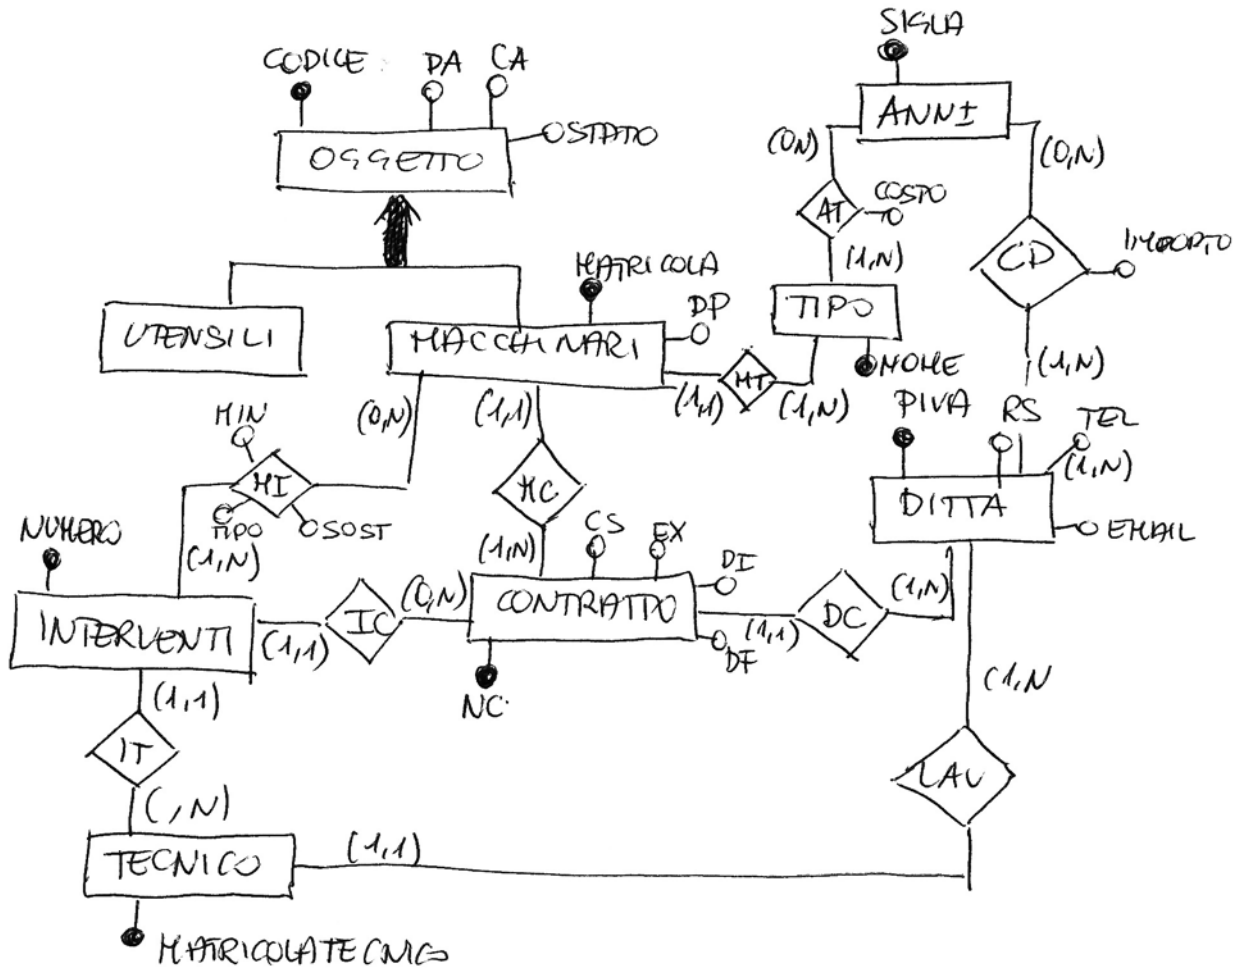 SIGLA
CODICE
DA
CA
ANNI
STATO
OGGETTO
(0N)
(0,N)
AT
COSTO
CD
IMPORTO
(1,N)
MATRICOLA
DP
TIPO
UTENSILI
MACCHINARI
MT
NOME
(1,N)
(0,N)
(1,1)
(1,1)
(1,N)
PIVA
RS
TEL
MIN
(1,N)
MI
MC
DITTA
TIPO
SOST
EMAIL
NUMERO
(1,N)
(1,N)
CS
EX
DI
(1,N)
INTERVENTI
IC
(0,N)
CONTRATTO
DC
(1,1)
(1,1)
DF
NC
(1,N
(1,1)
IT
LAV
(,N)
TECNICO
(1,1)
MATRICOLATECNICO